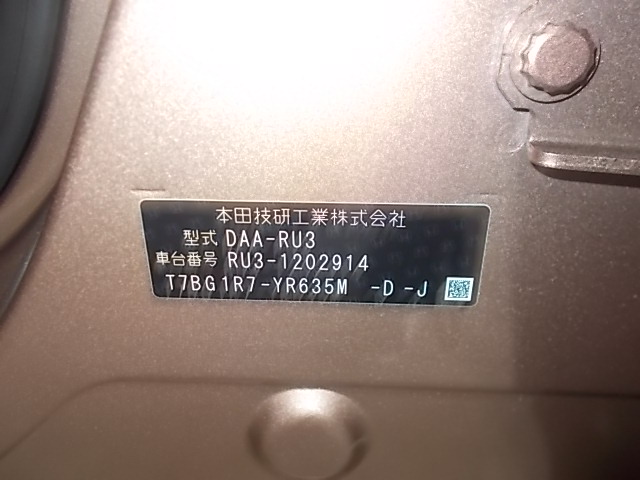 本田技研工業株式会社
型式 DAA-RU3
車台番号 RU3-1202914
T7BG1R7-YR635M -D -J